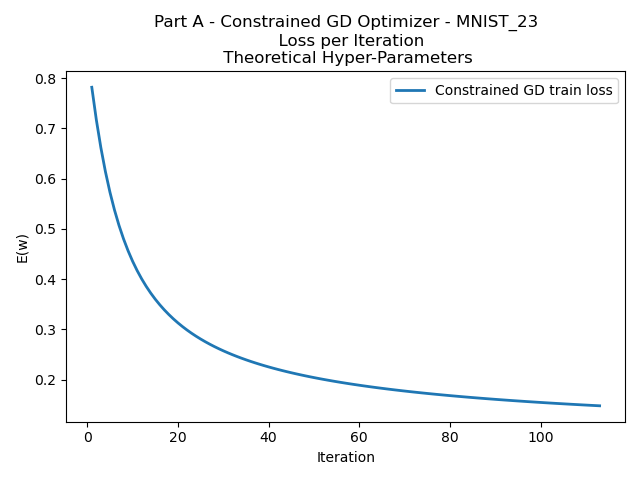 Part A - Constrained GD Optimizer - MNIST_23
Loss per Iteration
Theoretical Hyper-Parameters
Constrained GD train loss
0.8
0.7
0.6
0.5
0.4
0.3
0.2
E(w)
0 20 40 60 80 100
Iteration